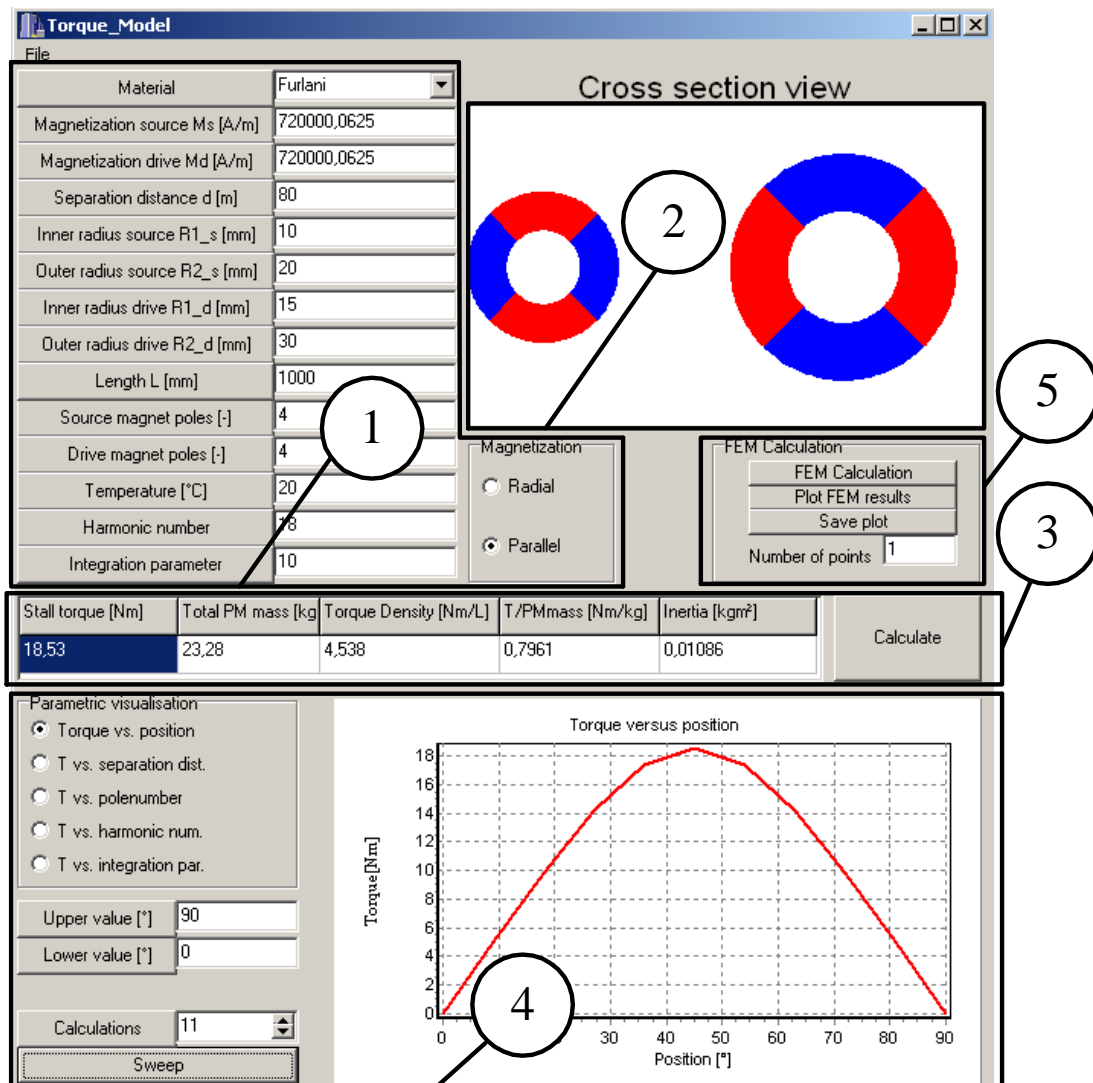 Torque_Model
File
Material Furlani
Magnetization source Ms [A/m] 720000,0625
Magnetization drive Md [A/m] 720000,0625
Separation distance d [m] 80
Inner radius source R1_s [mm] 10
Outer radius source R2_s [mm] 20
Inner radius drive R1_d [mm] 15
Outer radius drive R2_d [mm] 30
Length L [mm] 1000
Source magnet poles [-] 4
Drive magnet poles [-] 4
Temperature [°C] 20
Harmonic number 18
Integration parameter 10
1
Cross section view
2
Magnetization
Radial
Parallel
FEM Calculation
FEM Calculation
Plot FEM results
Save plot
Number of points 1
5
3
Stall torque [Nm] Total PM mass [kg Torque Density [Nm/L] T/PMmass [Nm/kg] Inertia [kgm²]
18,53 23,28 4,538 0,7961 0,01086
Calculate
Parametric visualisation
Torque vs. position
T vs. separation dist.
T vs. polenumber
T vs. harmonic num.
T vs. integration par.
Upper value [°] 90
Lower value [°] 0
Calculations 11
Sweep
Torque versus position
Torque[Nm]
18
16
14
12
10
8
6
4
2
0
0 30 40 50 60 70 80 90
Position [°]
4